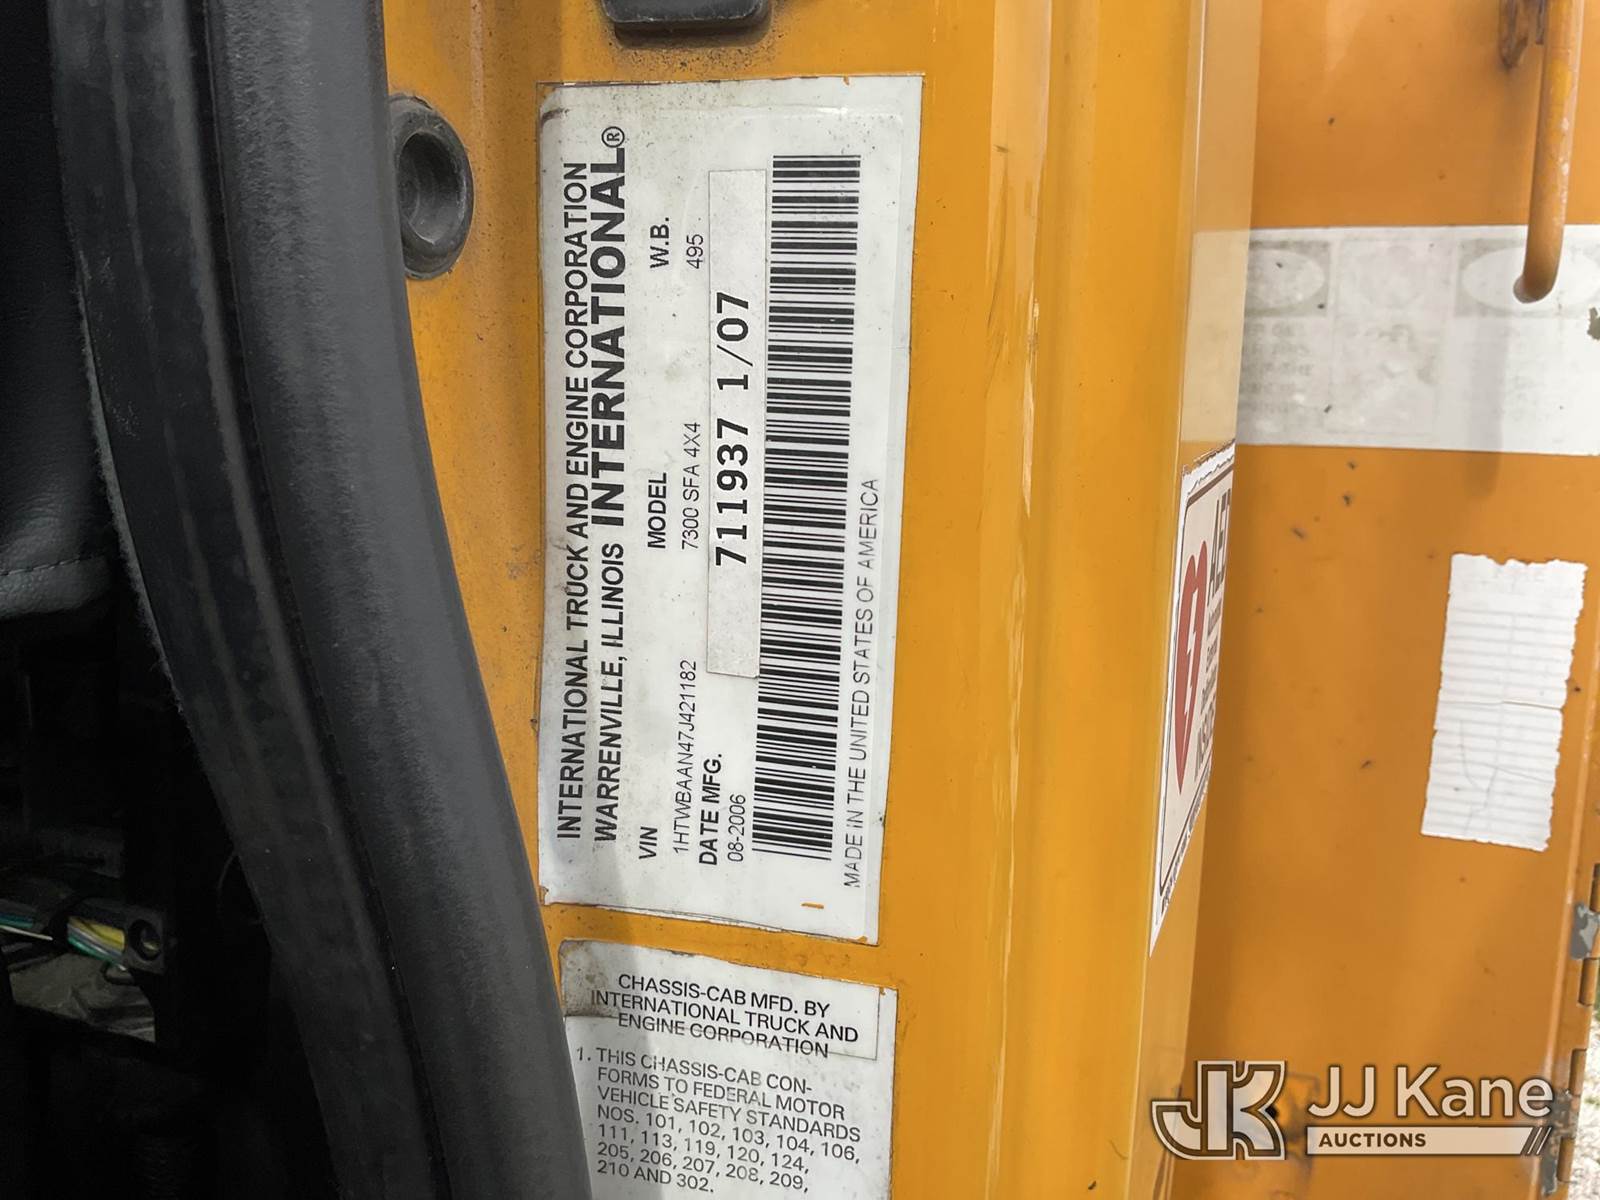 INTERNATIONAL TRUCK AND ENGINE CORPORATION
WARRENVILLE, ILLINOIS INTERNATIONAL®
VIN MODEL W.B.
1HTWBAAN47J421182 7300 SFA 4X4 495
DATE MFG.
08-2006
711937 1/07
MADE IN THE UNITED STATES OF AMERICA
CHASSIS-CAB MFD. BY
INTERNATIONAL TRUCK AND
ENGINE CORPORATION
1. THIS CHASSIS-CAB CON-
FORMS TO FEDERAL MOTOR
VEHICLE SAFETY STANDARDS
NOS. 101, 102, 103, 104, 106,
111, 113, 119, 120, 124,
205, 206, 207, 208, 209,
210 AND 302.
AED
INSIDE
JK JJ Kane
AUCTIONS